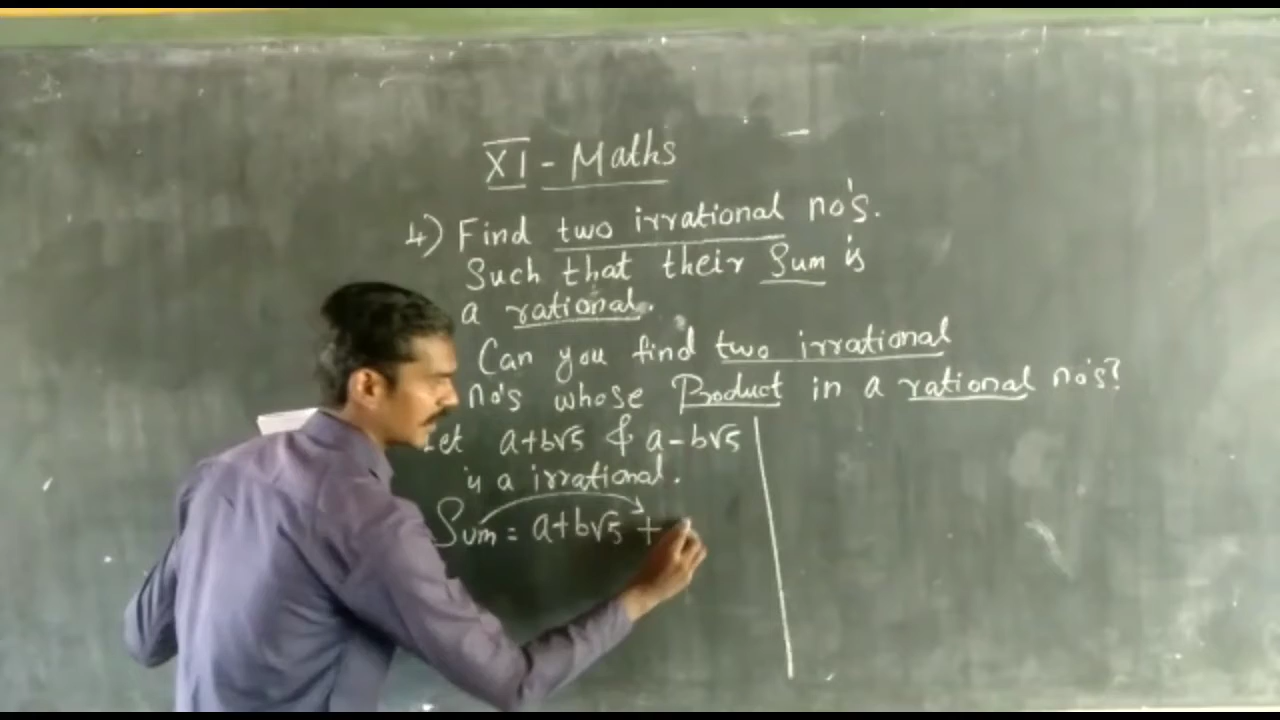 XI - Maths
4) Find two irrational no's.
Such that their Sum is
a rational.
Can you find two irrational
no's whose Product in a rational no's?
Let a+b√5 & a-b√5
is a irrational.
Sum = a+b√5 +